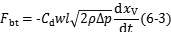 F_bt = -C_d wl√(2ρΔp) dx_V/dt (6-3)